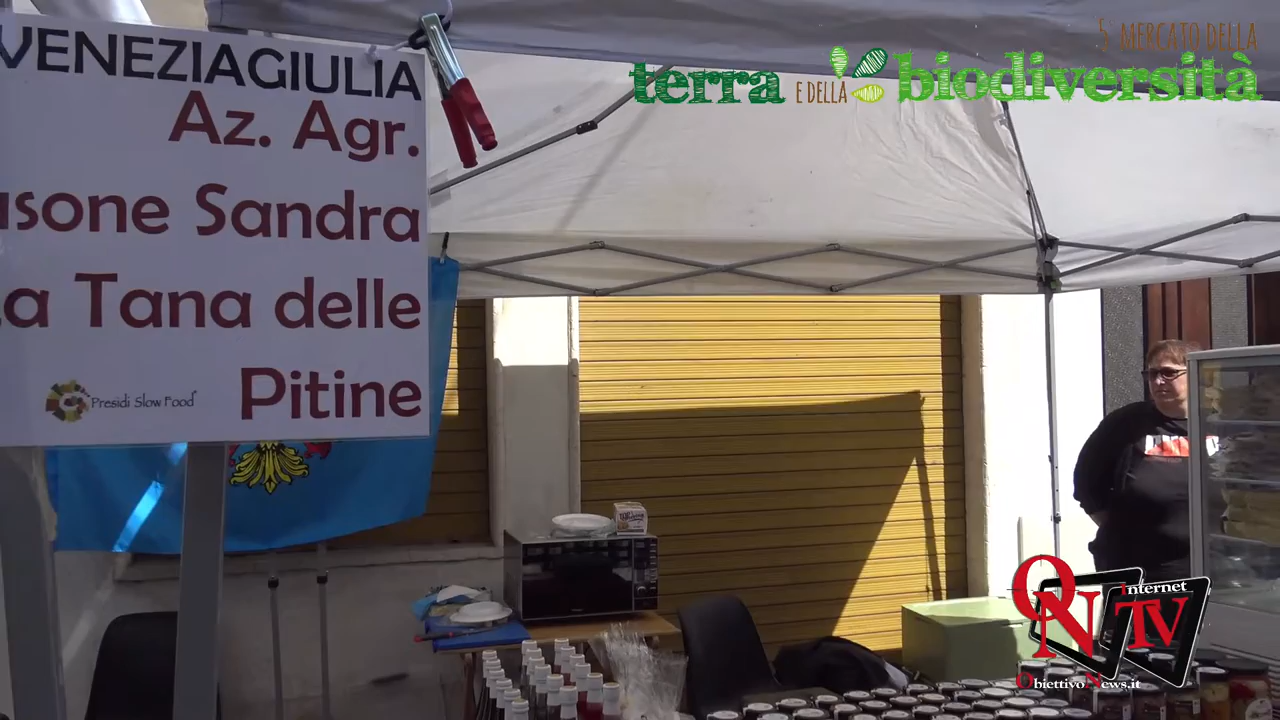 VENEZIAGIULIA
Az. Agr.
Sandra
Tana delle
Pitine
Presidi Slow Food
5° MERCATO DELLA
terra E DELLA biodiversità
QN Internet
TV
ObiettivoNews.it